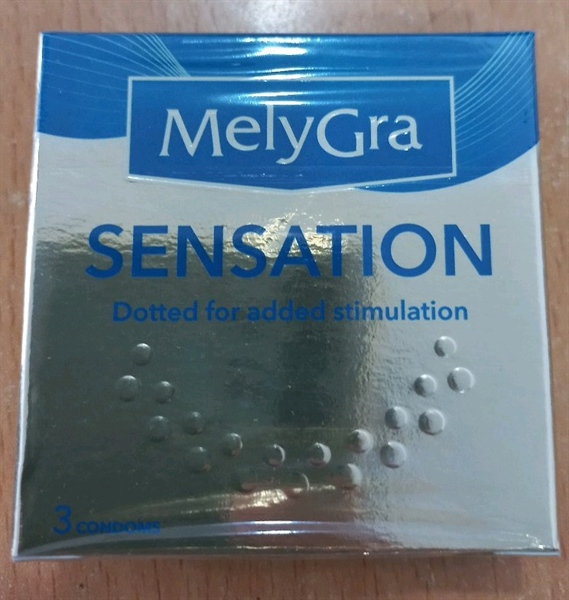 MelyGra
SENSATION
Dotted for added stimulation
3 CONDOMS